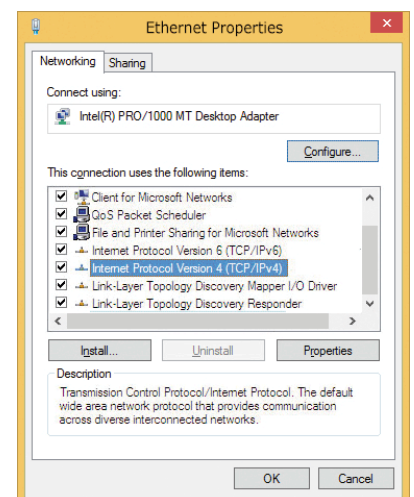 Ethernet Properties
Networking
Sharing
Connect using:
Intel(R) PRO/1000 MT Desktop Adapter
Configure...
This connection uses the following items:
Client for Microsoft Networks
QoS Packet Scheduler
File and Printer Sharing for Microsoft Networks
Internet Protocol Version 6 (TCP/IPv6)
Internet Protocol Version 4 (TCP/IPv4)
Link-Layer Topology Discovery Mapper I/O Driver
Link-Layer Topology Discovery Responder
Install...
Uninstall
Properties
Description
Transmission Control Protocol/Internet Protocol. The default
wide area network protocol that provides communication
across diverse interconnected networks.
OK
Cancel